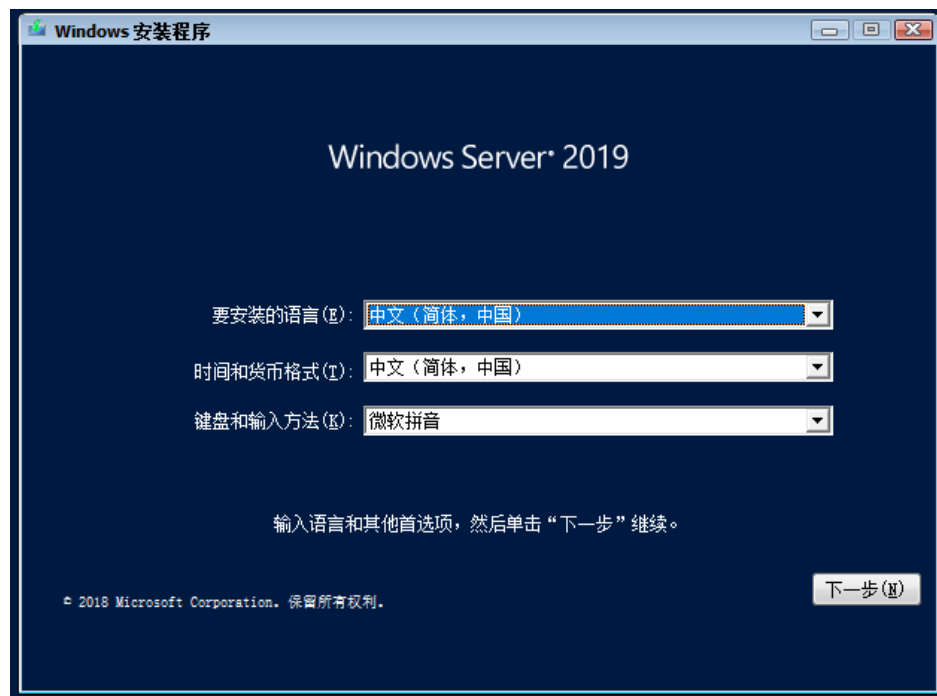 Windows 安装程序
Windows Server® 2019
要安装的语言(E): 中文(简体，中国)
时间和货币格式(T): 中文(简体，中国)
键盘和输入方法(K): 微软拼音
输入语言和其他首选项，然后单击“下一步”继续。
下一步(N)
© 2018 Microsoft Corporation. 保留所有权利.